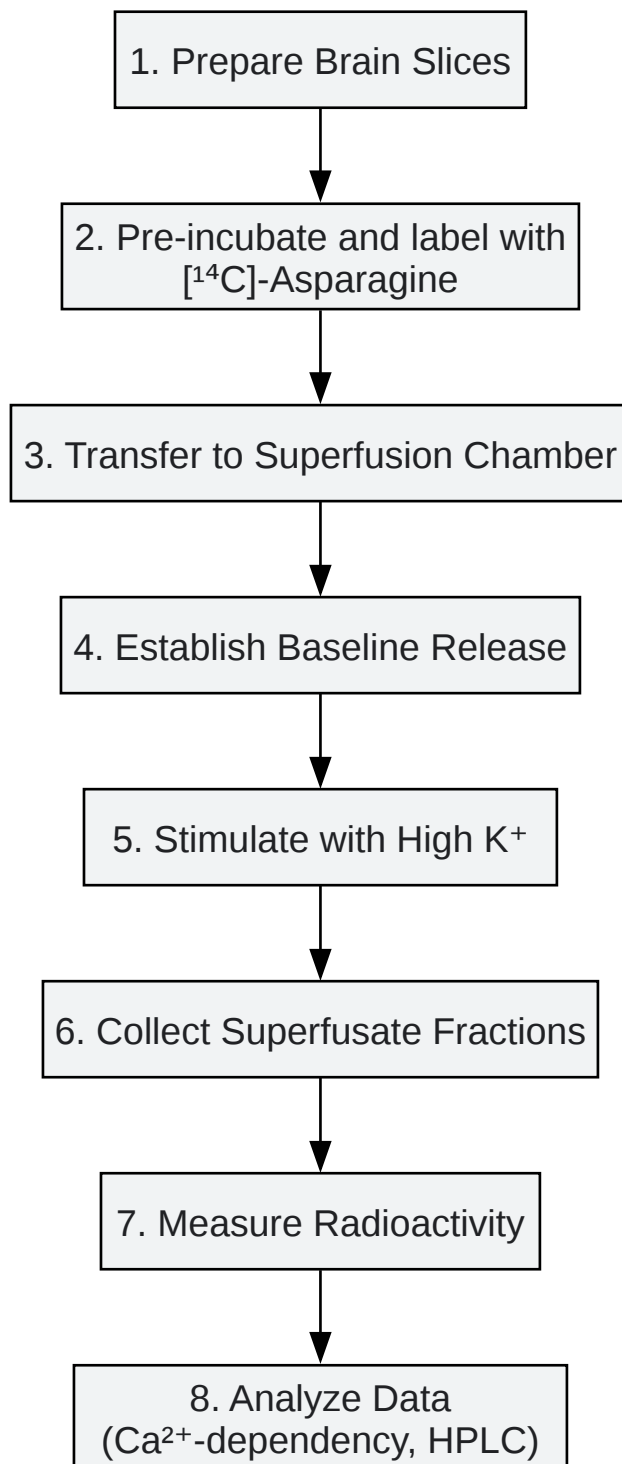 1. Prepare Brain Slices
2. Pre-incubate and label with
[¹⁴C]-Asparagine
3. Transfer to Superfusion Chamber
4. Establish Baseline Release
5. Stimulate with High K⁺
6. Collect Superfusate Fractions
7. Measure Radioactivity
8. Analyze Data
(Ca²⁺-dependency, HPLC)